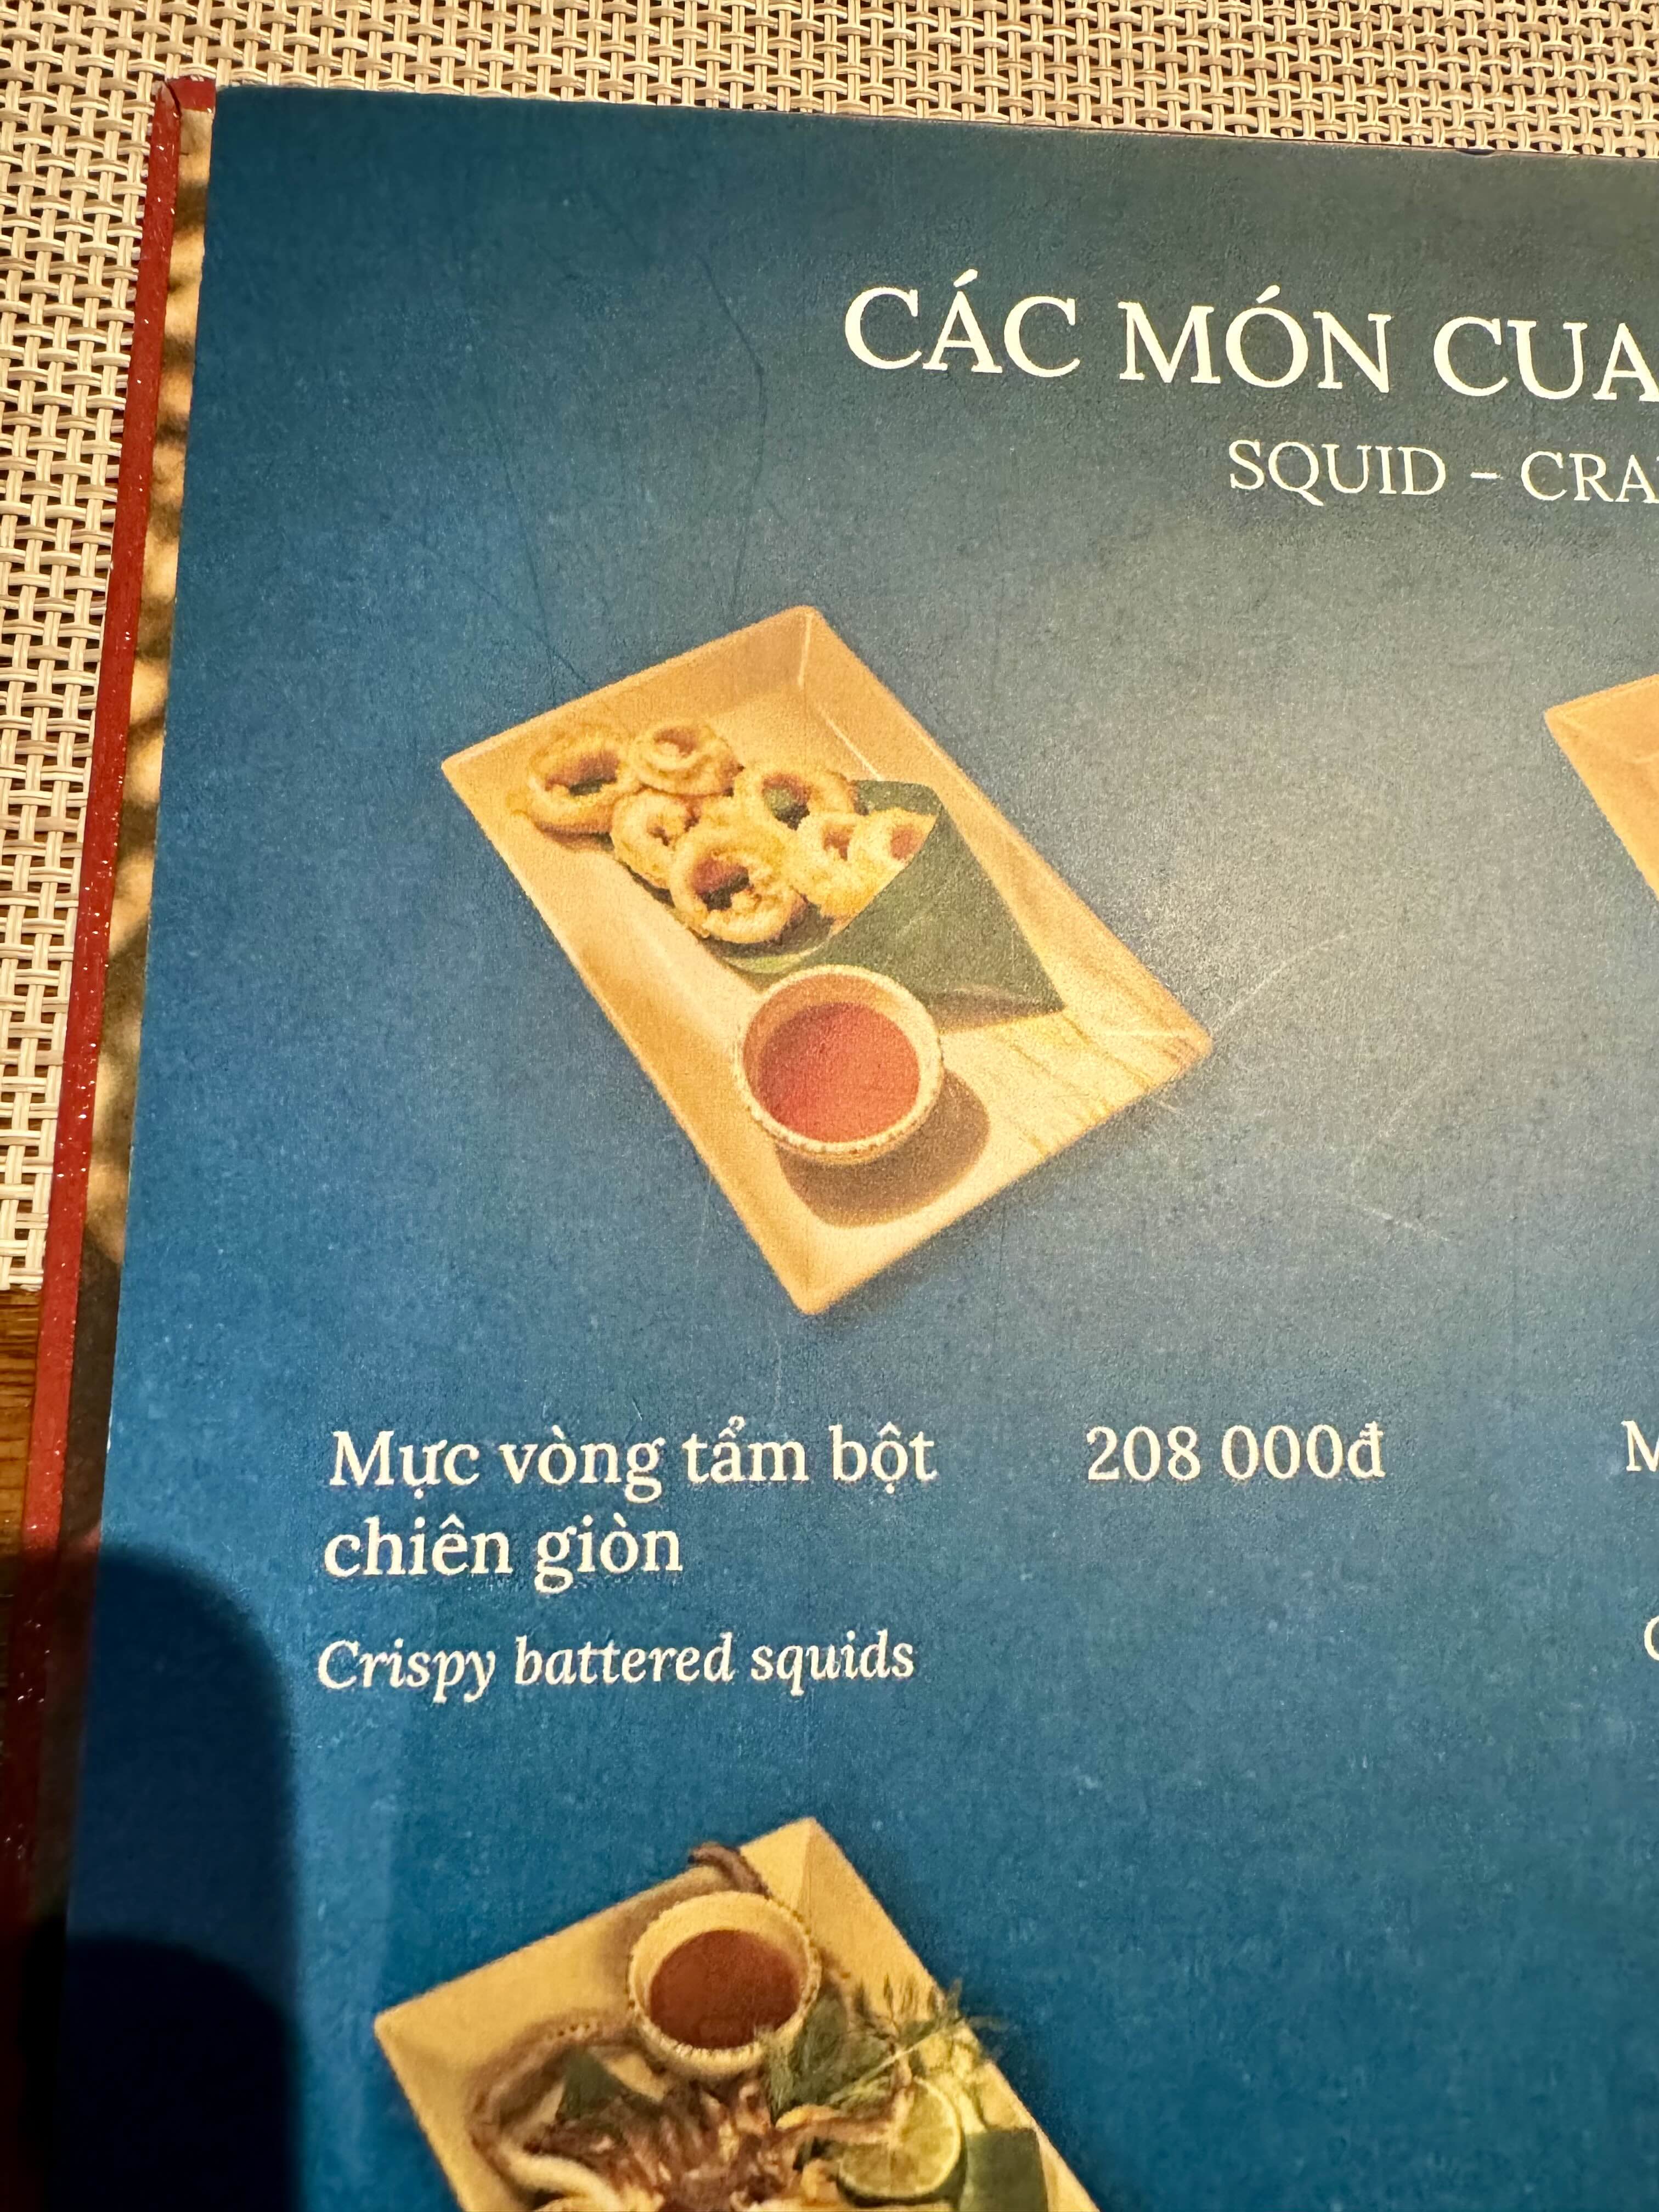 CÁC MÓN CUA
SQUID - CRA
Mực vòng tẩm bột 208 000đ
chiên giòn
Crispy battered squids